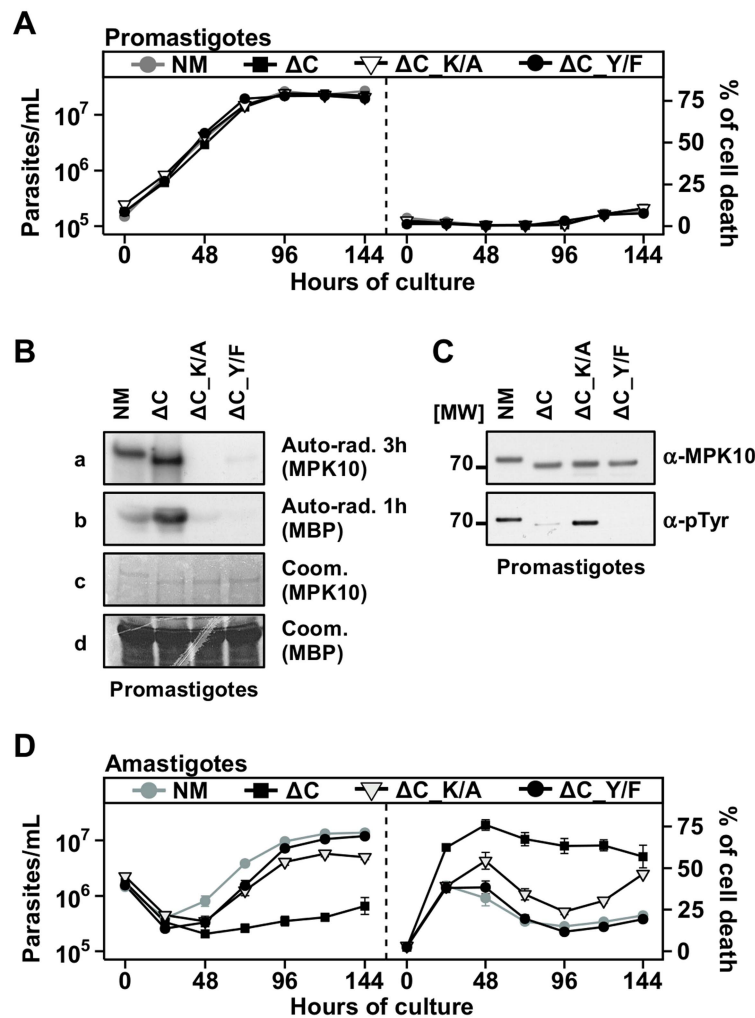 A
Promastigotes
NM ΔC ΔC_K/A ΔC_Y/F
Parasites/mL
10⁷
10⁶
10⁵
75
50
25
0
% of cell death
0 48 96 144 0 48 96 144
Hours of culture
B
NM ΔC ΔC_K/A ΔC_Y/F
a Auto-rad. 3h
(MPK10)
b Auto-rad. 1h
(MBP)
c Coom.
(MPK10)
d Coom.
(MBP)
Promastigotes
C
[MW] NM ΔC ΔC_K/A ΔC_Y/F
70 α-MPK10
70 α-pTyr
Promastigotes
D
Amastigotes
NM ΔC ΔC_K/A ΔC_Y/F
Parasites/mL
10⁷
10⁶
10⁵
75
50
25
0
% of cell death
0 48 96 144 0 48 96 144
Hours of culture